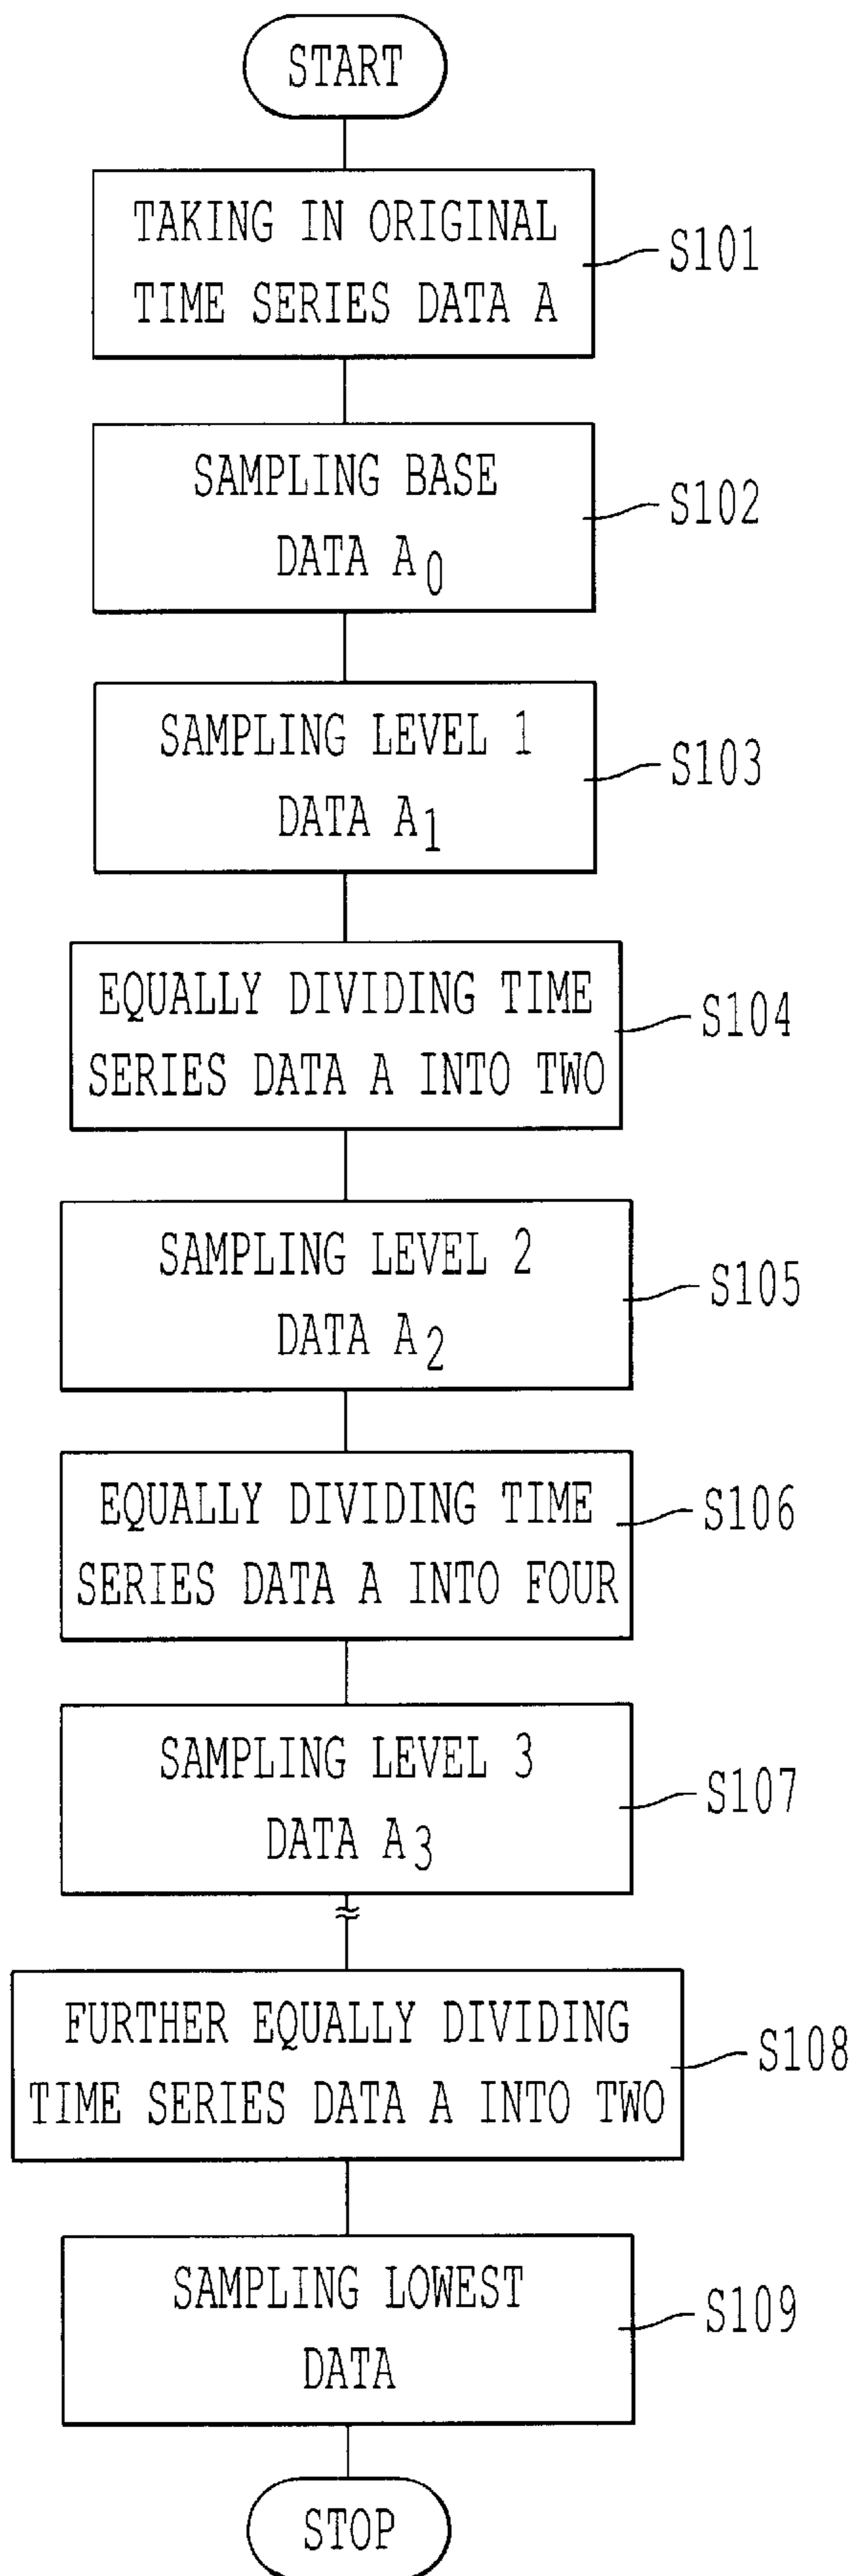 START
TAKING IN ORIGINAL
TIME SERIES DATA A
S101
SAMPLING BASE
DATA A0
S102
SAMPLING LEVEL 1
DATA A1
S103
EQUALLY DIVIDING TIME
SERIES DATA A INTO TWO
S104
SAMPLING LEVEL 2
DATA A2
S105
EQUALLY DIVIDING TIME
SERIES DATA A INTO FOUR
S106
SAMPLING LEVEL 3
DATA A3
S107
FURTHER EQUALLY DIVIDING
TIME SERIES DATA A INTO TWO
S108
SAMPLING LOWEST
DATA
S109
STOP